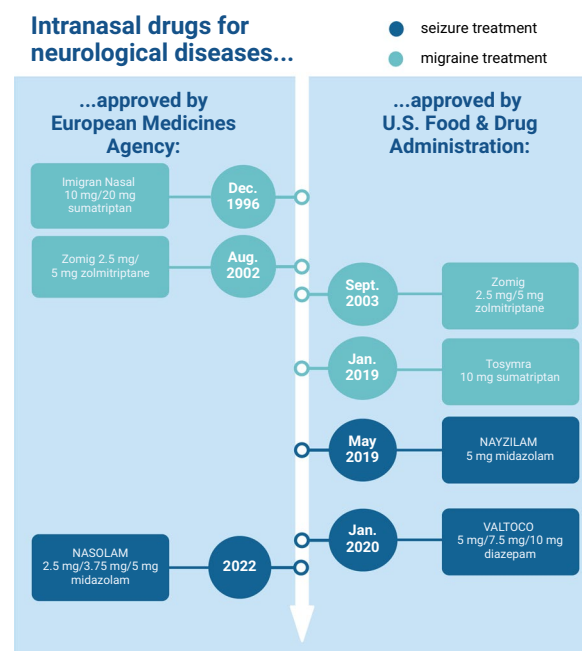 Intranasal drugs for
neurological diseases...
seizure treatment
migraine treatment
...approved by
European Medicines
Agency:
...approved by
U.S. Food & Drug
Administration:
Imigran Nasal
10 mg/20 mg
sumatriptan
Dec.
1996
Zomig 2.5 mg/
5 mg zolmitriptane
Aug.
2002
Sept.
2003
Zomig
2.5 mg/5 mg
zolmitriptane
Jan.
2019
Tosymra
10 mg sumatriptan
May
2019
NAYZILAM
5 mg midazolam
Jan.
2020
VALTOCO
5 mg/7.5 mg/10 mg
diazepam
NASOLAM
2.5 mg/3.75 mg/5 mg
midazolam
2022